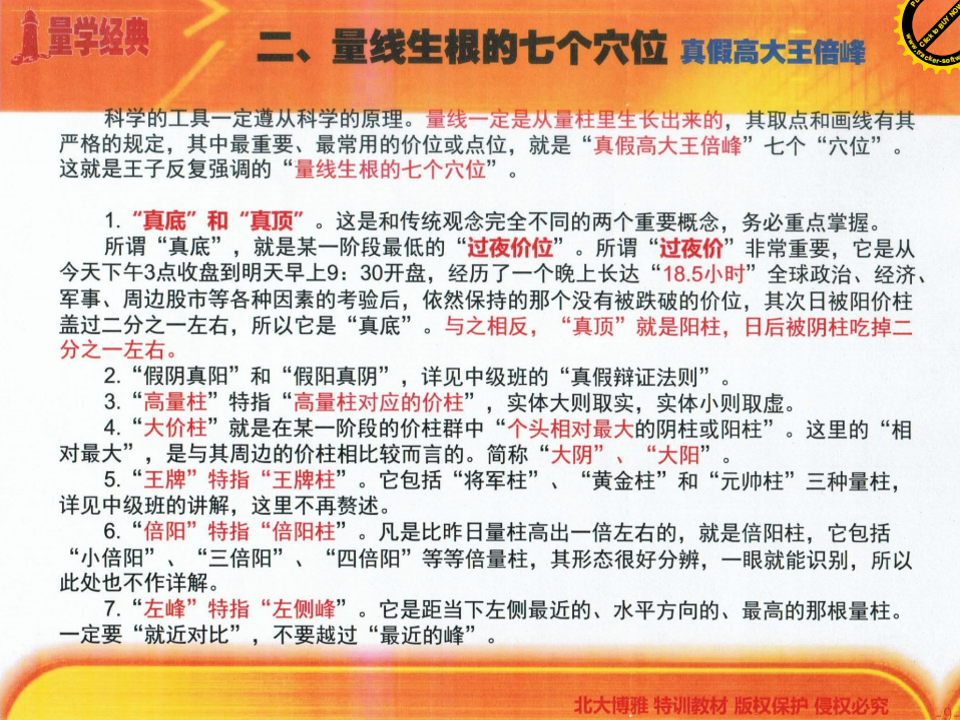 量学经典
二、量线生根的七个穴位 真假高大王倍峰
Click to BUY NOW
www.tracker-softw
科学的工具一定遵从科学的原理。量线一定是从量柱里生长出来的，其取点和画线有其
严格的规定，其中最重要、最常用的价位或点位，就是“真假高大王倍峰”七个“穴位”。
这就是王子反复强调的“量线生根的七个穴位”。
1. “真底”和“真顶”。这是和传统观念完全不同的两个重要概念，务必重点掌握。
所谓“真底”，就是某一阶段最低的“过夜价位”。所谓“过夜价”非常重要，它是从
今天下午3点收盘到明天早上9：30开盘，经历了一个晚上长达“18.5小时”全球政治、经济、
军事、周边股市等各种因素的考验后，依然保持的那个没有被跌破的价位，其次日被阳价柱
盖过二分之一左右，所以它是“真底”。与之相反，“真顶”就是阳柱，日后被阴柱吃掉二
分之一左右。
2. “假阴真阳”和“假阳真阴”，详见中级班的“真假辩证法则”。
3. “高量柱”特指“高量柱对应的价柱”，实体大则取实，实体小则取虚。
4. “大价柱”就是在某一阶段的价柱群中“个头相对最大的阴柱或阳柱”。这里的“相
对最大”，是与其周边的价柱相比较而言的。简称“大阴”、“大阳”。
5. “王牌”特指“王牌柱”。它包括“将军柱”、“黄金柱”和“元帅柱”三种量柱，
详见中级班的讲解，这里不再赘述。
6. “倍阳”特指“倍阳柱”。凡是比昨日量柱高出一倍左右的，就是倍阳柱，它包括
“小倍阳”、“三倍阳”、“四倍阳”等等倍量柱，其形态很好分辨，一眼就能识别，所以
此处也不作详解。
7. “左峰”特指“左侧峰”。它是距当下左侧最近的、水平方向的、最高的那根量柱。
一定要“就近对比”，不要越过“最近的峰”。
北大博雅 特训教材 版权保护 侵权必究
-9-